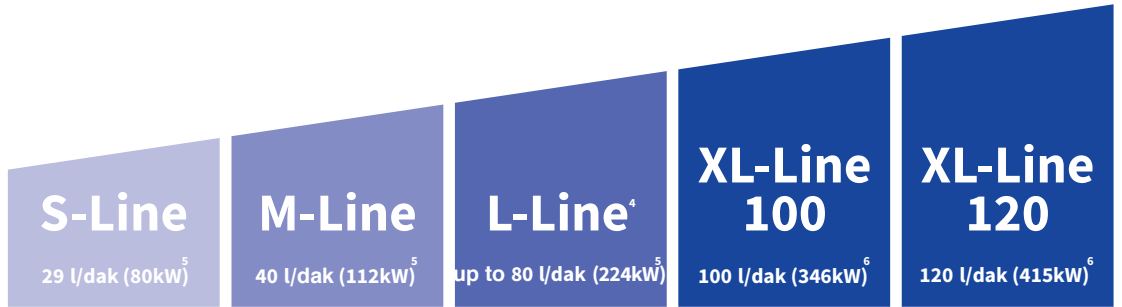 S-Line
29 l/dak (80kW)5
M-Line
40 l/dak (112kW)5
L-Line4
up to 80 l/dak (224kW)5
XL-Line
100
100 l/dak (346kW)6
XL-Line
120
120 l/dak (415kW)6